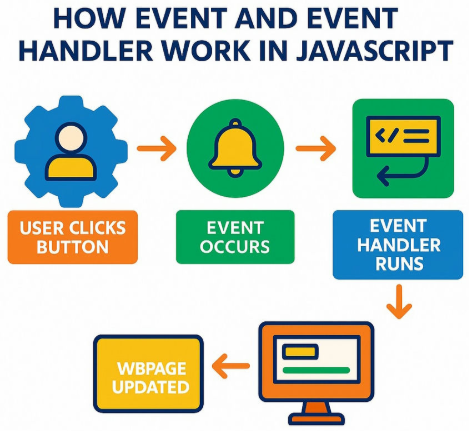 HOW EVENT AND EVENT
HANDLER WORK IN JAVASCRIPT
</>
USER CLICKS
BUTTON
EVENT
OCCURS
EVENT
HANDLER
RUNS
WBPAGE
UPDATED